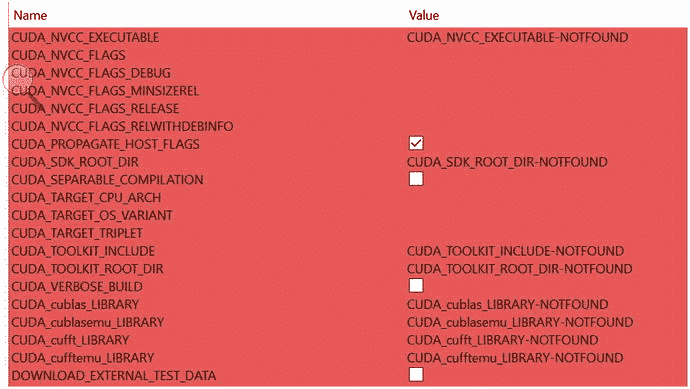 Name Value
CUDA_NVCC_EXECUTABLE CUDA_NVCC_EXECUTABLE-NOTFOUND
CUDA_NVCC_FLAGS
CUDA_NVCC_FLAGS_DEBUG
CUDA_NVCC_FLAGS_MINSIZEREL
CUDA_NVCC_FLAGS_RELEASE
CUDA_NVCC_FLAGS_RELWITHDEBINFO
CUDA_PROPAGATE_HOST_FLAGS
CUDA_SDK_ROOT_DIR CUDA_SDK_ROOT_DIR-NOTFOUND
CUDA_SEPARABLE_COMPILATION
CUDA_TARGET_CPU_ARCH
CUDA_TARGET_OS_VARIANT
CUDA_TARGET_TRIPLET
CUDA_TOOLKIT_INCLUDE CUDA_TOOLKIT_INCLUDE-NOTFOUND
CUDA_TOOLKIT_ROOT_DIR CUDA_TOOLKIT_ROOT_DIR-NOTFOUND
CUDA_VERBOSE_BUILD
CUDA_cublas_LIBRARY CUDA_cublas_LIBRARY-NOTFOUND
CUDA_cublasemu_LIBRARY CUDA_cublasemu_LIBRARY-NOTFOUND
CUDA_cufft_LIBRARY CUDA_cufft_LIBRARY-NOTFOUND
CUDA_cufftemu_LIBRARY CUDA_cufftemu_LIBRARY-NOTFOUND
DOWNLOAD_EXTERNAL_TEST_DATA